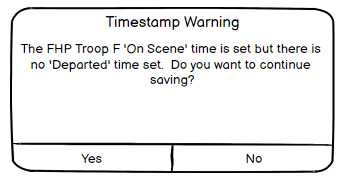 Timestamp Warning
The FHP Troop F 'On Scene' time is set but there is
no 'Departed' time set.  Do you want to continue
saving?
Yes
No